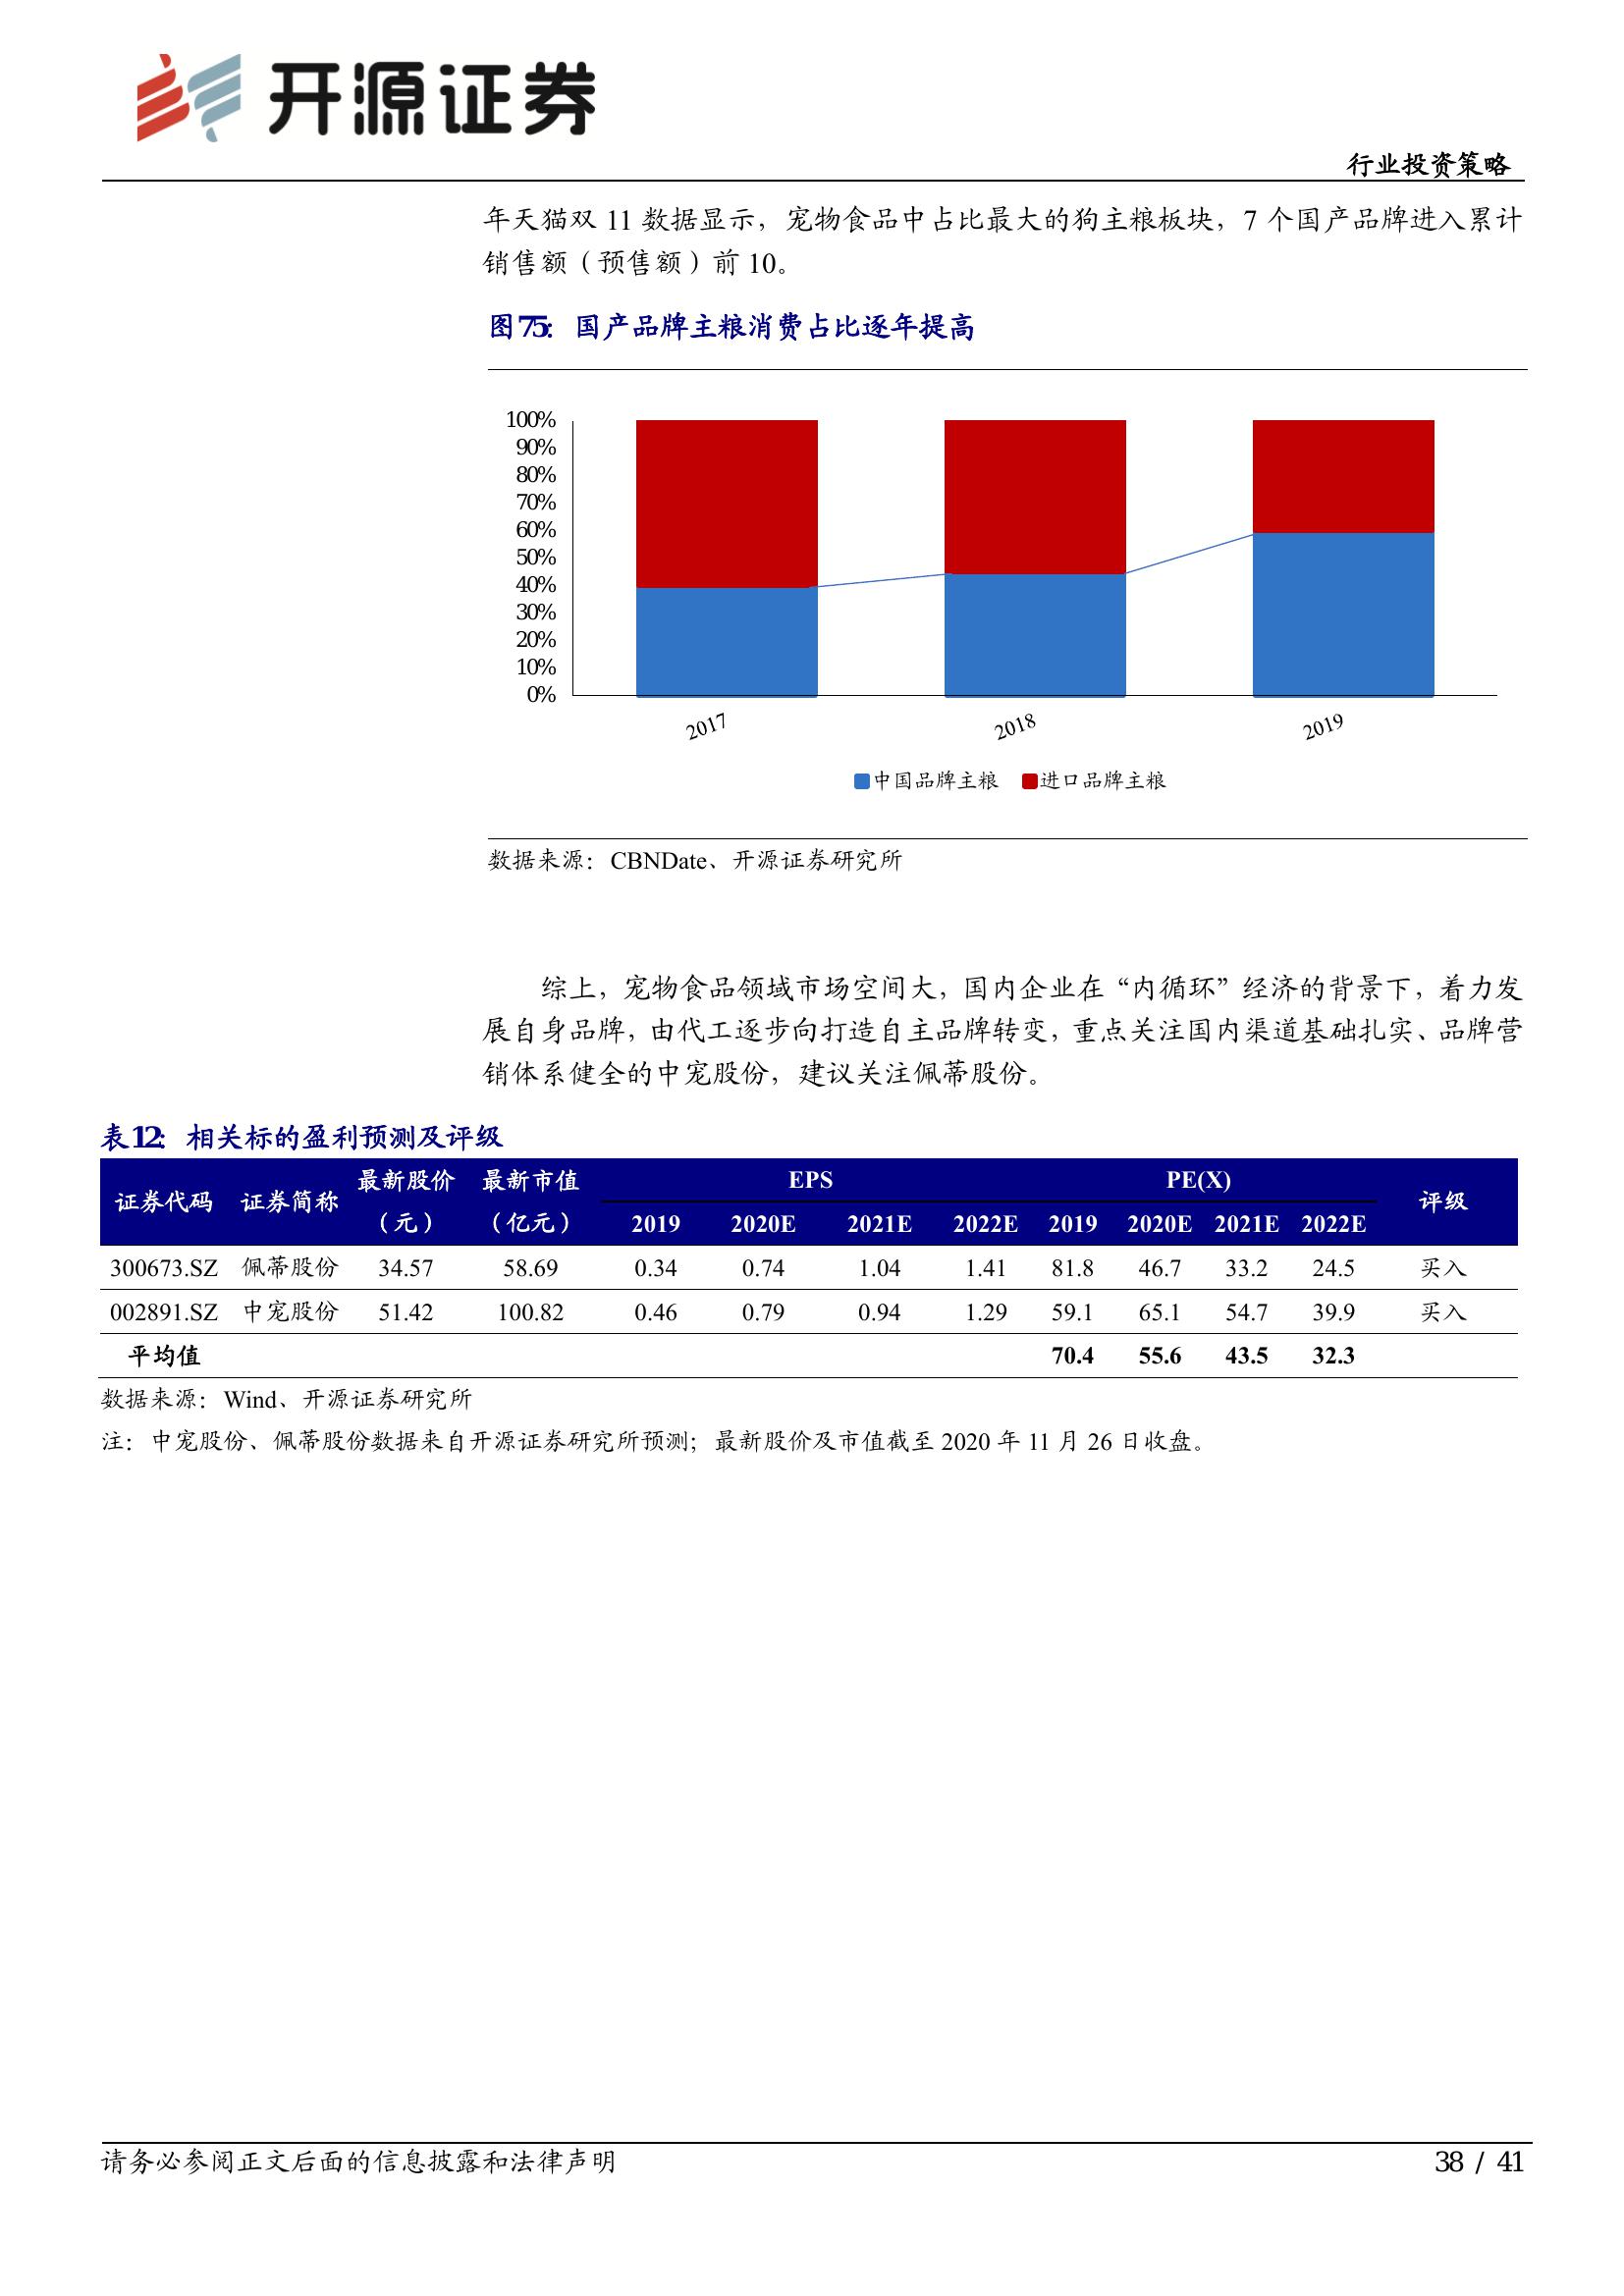 开源证券
行业投资策略
年天猫双 11 数据显示，宠物食品中占比最大的狗主粮板块，7 个国产品牌进入累计
销售额（预售额）前 10。
图75：国产品牌主粮消费占比逐年提高
100%
90%
80%
70%
60%
50%
40%
30%
20%
10%
0%
2017 2018 2019
中国品牌主粮 进口品牌主粮
数据来源：CBNDate、开源证券研究所
综上，宠物食品领域市场空间大，国内企业在“内循环”经济的背景下，着力发
展自身品牌，由代工逐步向打造自主品牌转变，重点关注国内渠道基础扎实、品牌营
销体系健全的中宠股份，建议关注佩蒂股份。
表12：相关标的盈利预测及评级
证券代码 证券简称 最新股价（元） 最新市值（亿元） EPS PE(X) 评级
2019 2020E 2021E 2022E 2019 2020E 2021E 2022E
300673.SZ 佩蒂股份 34.57 58.69 0.34 0.74 1.04 1.41 81.8 46.7 33.2 24.5 买入
002891.SZ 中宠股份 51.42 100.82 0.46 0.79 0.94 1.29 59.1 65.1 54.7 39.9 买入
平均值 70.4 55.6 43.5 32.3
数据来源：Wind、开源证券研究所
注：中宠股份、佩蒂股份数据来自开源证券研究所预测；最新股价及市值截至 2020 年 11 月 26 日收盘。
请务必参阅正文后面的信息披露和法律声明
38 / 41